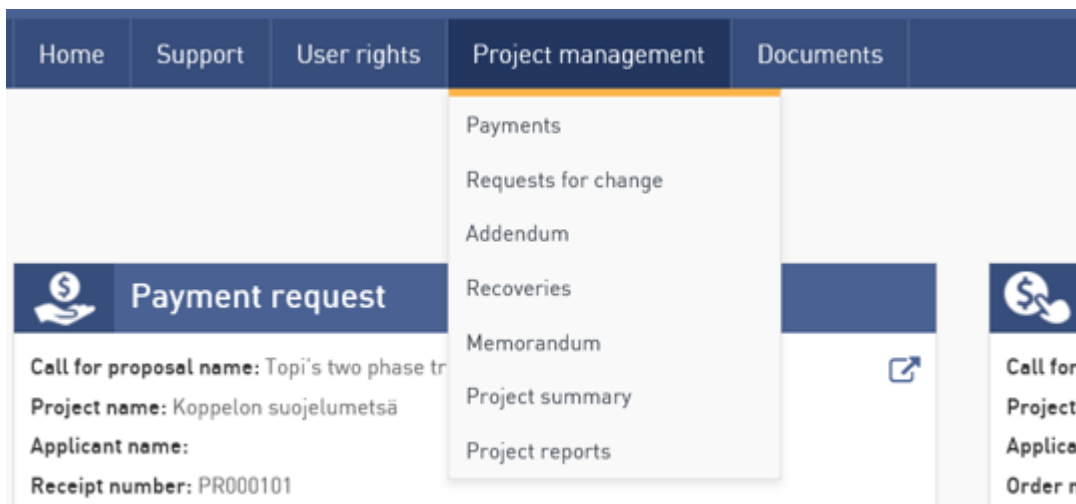 Home Support User rights Project management Documents
Payments
Requests for change
Addendum
Recoveries
Memorandum
Project summary
Project reports
Payment request
Call for proposal name: Topi's two phase tr
Project name: Koppelon suojelumetsä
Applicant name:
Receipt number: PR000101
Call for
Project
Applica
Order n